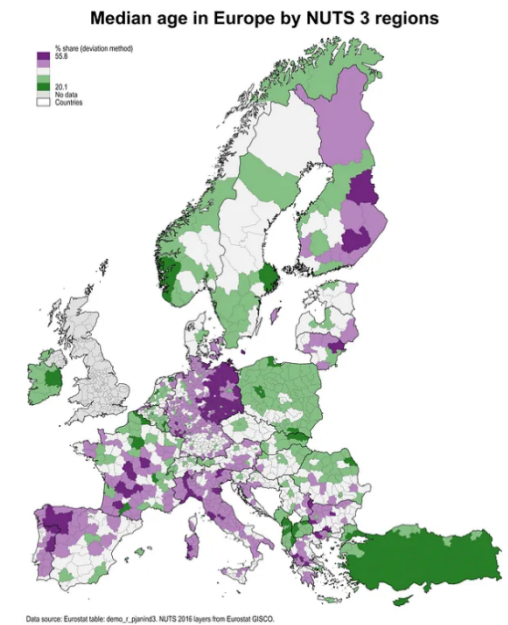 Median age in Europe by NUTS 3 regions
% share (deviation method)
55.8
20.1
No data
Countries
Data source: Eurostat table: demo_r_pjanind3. NUTS 2016 layers from Eurostat GISCO.